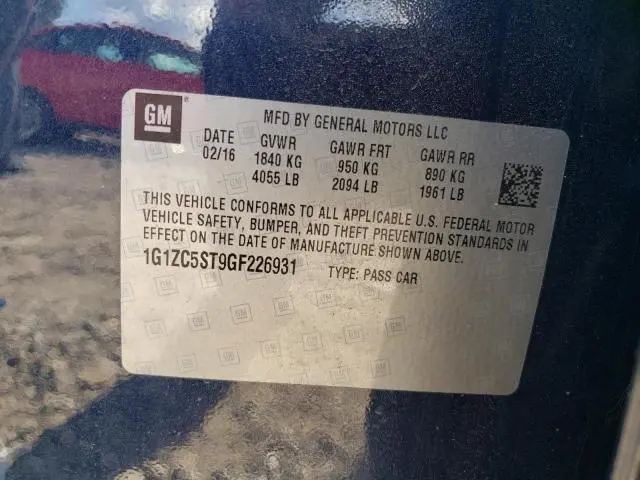 GM
MFD BY GENERAL MOTORS LLC
DATE GVWR GAWR FRT GAWR RR
02/16 1840 KG 950 KG 890 KG
4055 LB 2094 LB 1961 LB
THIS VEHICLE CONFORMS TO ALL APPLICABLE U.S. FEDERAL MOTOR
VEHICLE SAFETY, BUMPER, AND THEFT PREVENTION STANDARDS IN
EFFECT ON THE DATE OF MANUFACTURE SHOWN ABOVE.
1G1ZC5ST9GF226931 TYPE: PASS CAR